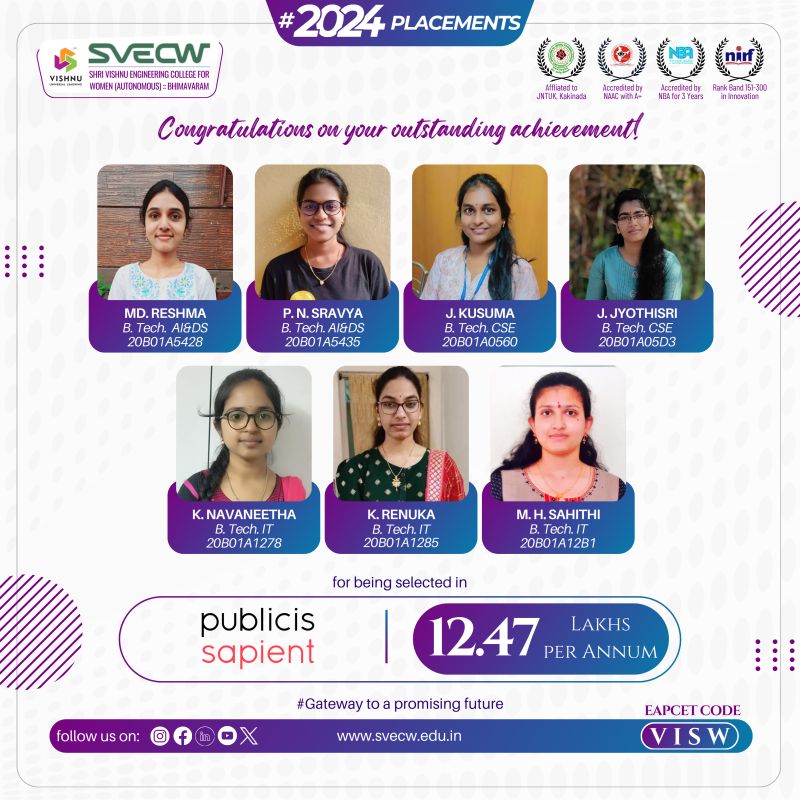 #2024 PLACEMENTS
SVECW
VISHNU
UNIVERSAL LEARNING
SHRI VISHNU ENGINEERING COLLEGE FOR
WOMEN (AUTONOMOUS) :: BHIMAVARAM
NBA
nirf
Affiliated to
JNTUK, Kakinada
Accredited by
NAAC with A+
Accredited by
NBA for 3 Years
Rank Band 151-300
in Innovation
Congratulations on your outstanding achievement!
MD. RESHMA
B. Tech. AI&DS
20B01A5428
P. N. SRAVYA
B. Tech. AI&DS
20B01A5435
J. KUSUMA
B. Tech. CSE
20B01A0560
J. JYOTHISRI
B. Tech. CSE
20B01A05D3
K. NAVANEETHA
B. Tech. IT
20B01A1278
K. RENUKA
B. Tech. IT
20B01A1285
M. H. SAHITHI
B. Tech. IT
20B01A12B1
for being selected in
publicis
sapient
12.47
LAKHS
PER ANNUM
#Gateway to a promising future
EAPCET CODE
VISW
follow us on:
www.svecw.edu.in